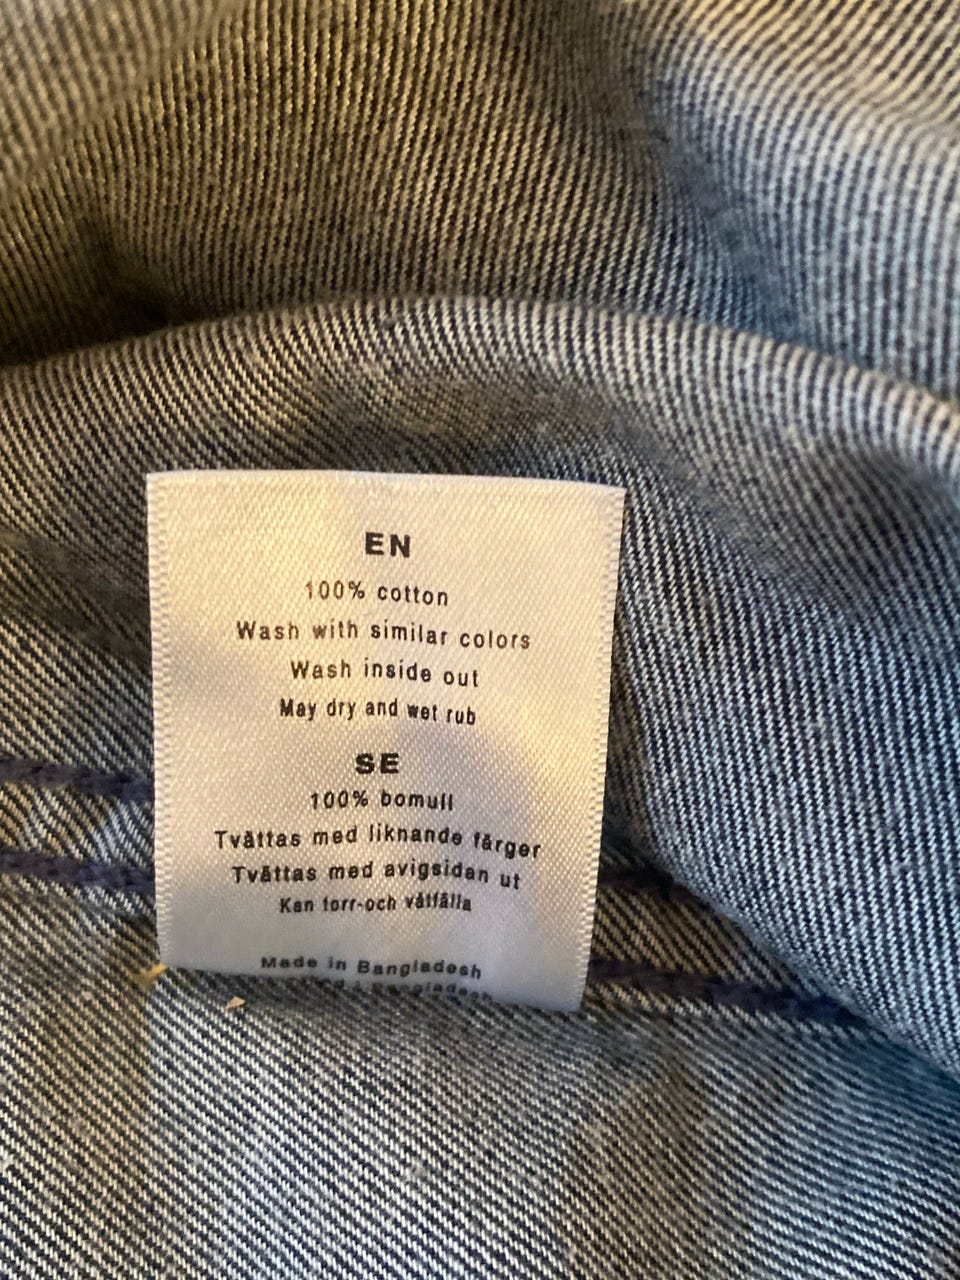 EN
100% cotton
Wash with similar colors
Wash inside out
May dry and wet rub
SE
100% bomull
Tvättas med liknande färger
Tvättas med avigsidan ut
Kan torr-och våtfälla
Made in Bangladesh
i Bangladesh